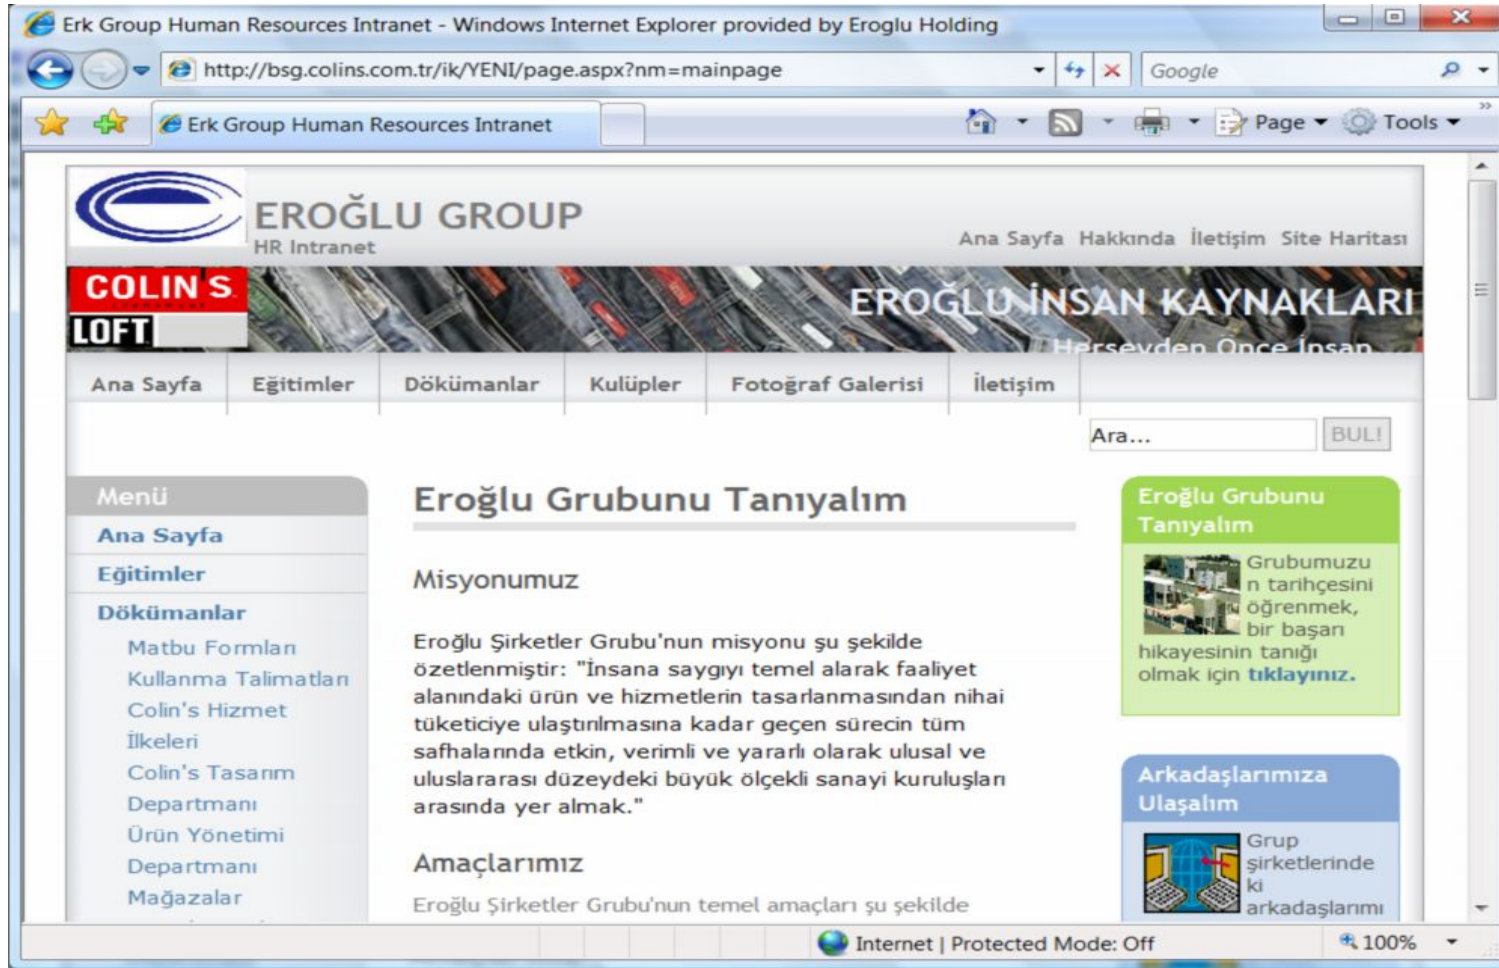 Erk Group Human Resources Intranet - Windows Internet Explorer provided by Eroglu Holding
http://bsg.colins.com.tr/ik/YENI/page.aspx?nm=mainpage
Google
Erk Group Human Resources Intranet
Page
Tools
EROĞLU GROUP
HR Intranet
Ana Sayfa Hakkında İletişim Site Haritası
COLIN'S
LOFT
EROĞLU İNSAN KAYNAKLARI
Herşeyden Önce İnsan
Ana Sayfa
Eğitimler
Dökümanlar
Kulüpler
Fotoğraf Galerisi
İletişim
Ara...
BUL!
Menü
Ana Sayfa
Eğitimler
Dökümanlar
Matbu Formları
Kullanma Talimatları
Colin's Hizmet
İlkeleri
Colin's Tasarım
Departmanı
Ürün Yönetimi
Departmanı
Mağazalar
Eroğlu Grubunu Tanıyalım
Misyonumuz
Eroğlu Şirketler Grubu'nun misyonu şu şekilde
özetlenmiştir: "İnsana saygıyı temel alarak faaliyet
alanındaki ürün ve hizmetlerin tasarlanmasından nihai
tüketiciye ulaştırılmasına kadar geçen sürecin tüm
safhalarında etkin, verimli ve yararlı olarak ulusal ve
uluslararası düzeydeki büyük ölçekli sanayi kuruluşları
arasında yer almak."
Amaçlarımız
Eroğlu Şirketler Grubu'nun temel amaçları şu şekilde
Eroğlu Grubunu
Tanıyalım
Grubumuzu
n tarihçesini
öğrenmek,
bir başarı
hikayesinin tanığı
olmak için tıklayınız.
Arkadaşlarımıza
Ulaşalım
Grup
şirketlerinde
ki
arkadaşlarımı
Internet | Protected Mode: Off
100%